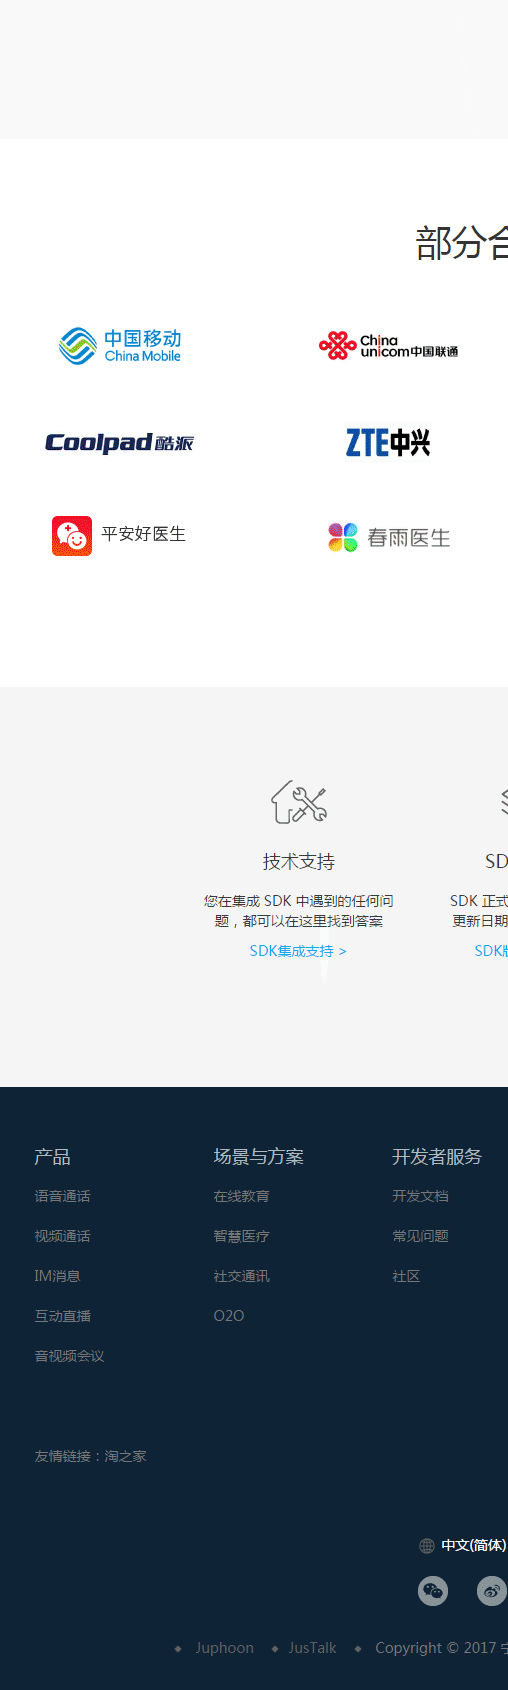 部分合
中国移动
China Mobile
China
unicom中国联通
Coolpad 酷派
ZTE中兴
平安好医生
春雨医生
技术支持
您在集成 SDK 中遇到的任何问
题，都可以在这里找到答案
SDK集成支持 >
SD
SDK 正式
更新日期
SDK版
产品
语音通话
视频通话
IM消息
互动直播
音视频会议
场景与方案
在线教育
智慧医疗
社交通讯
O2O
开发者服务
开发文档
常见问题
社区
友情链接：淘之家
中文(简体)
Juphoon JusTalk Copyright © 2017